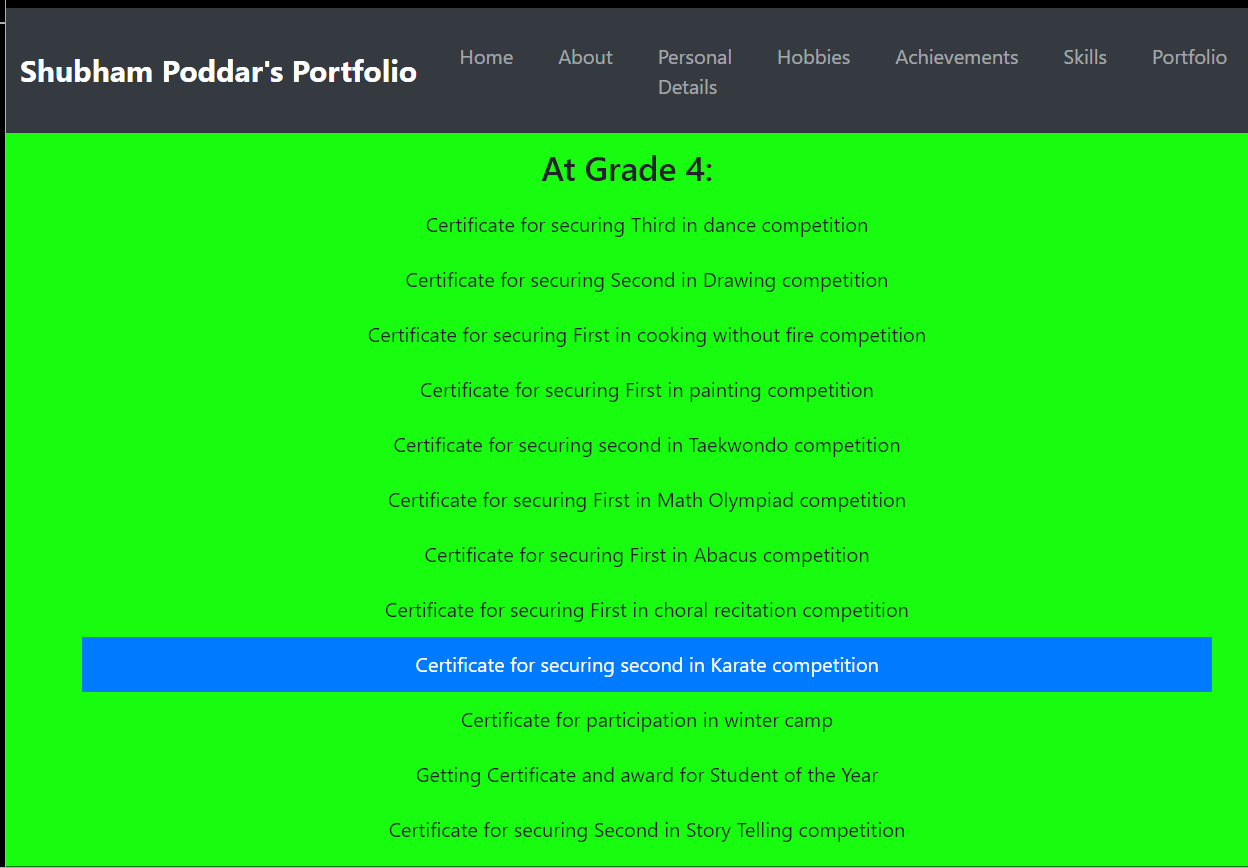 Shubham Poddar's Portfolio
Home
About
Personal
Details
Hobbies
Achievements
Skills
Portfolio
At Grade 4:
Certificate for securing Third in dance competition
Certificate for securing Second in Drawing competition
Certificate for securing First in cooking without fire competition
Certificate for securing First in painting competition
Certificate for securing second in Taekwondo competition
Certificate for securing First in Math Olympiad competition
Certificate for securing First in Abacus competition
Certificate for securing First in choral recitation competition
Certificate for securing second in Karate competition
Certificate for participation in winter camp
Getting Certificate and award for Student of the Year
Certificate for securing Second in Story Telling competition